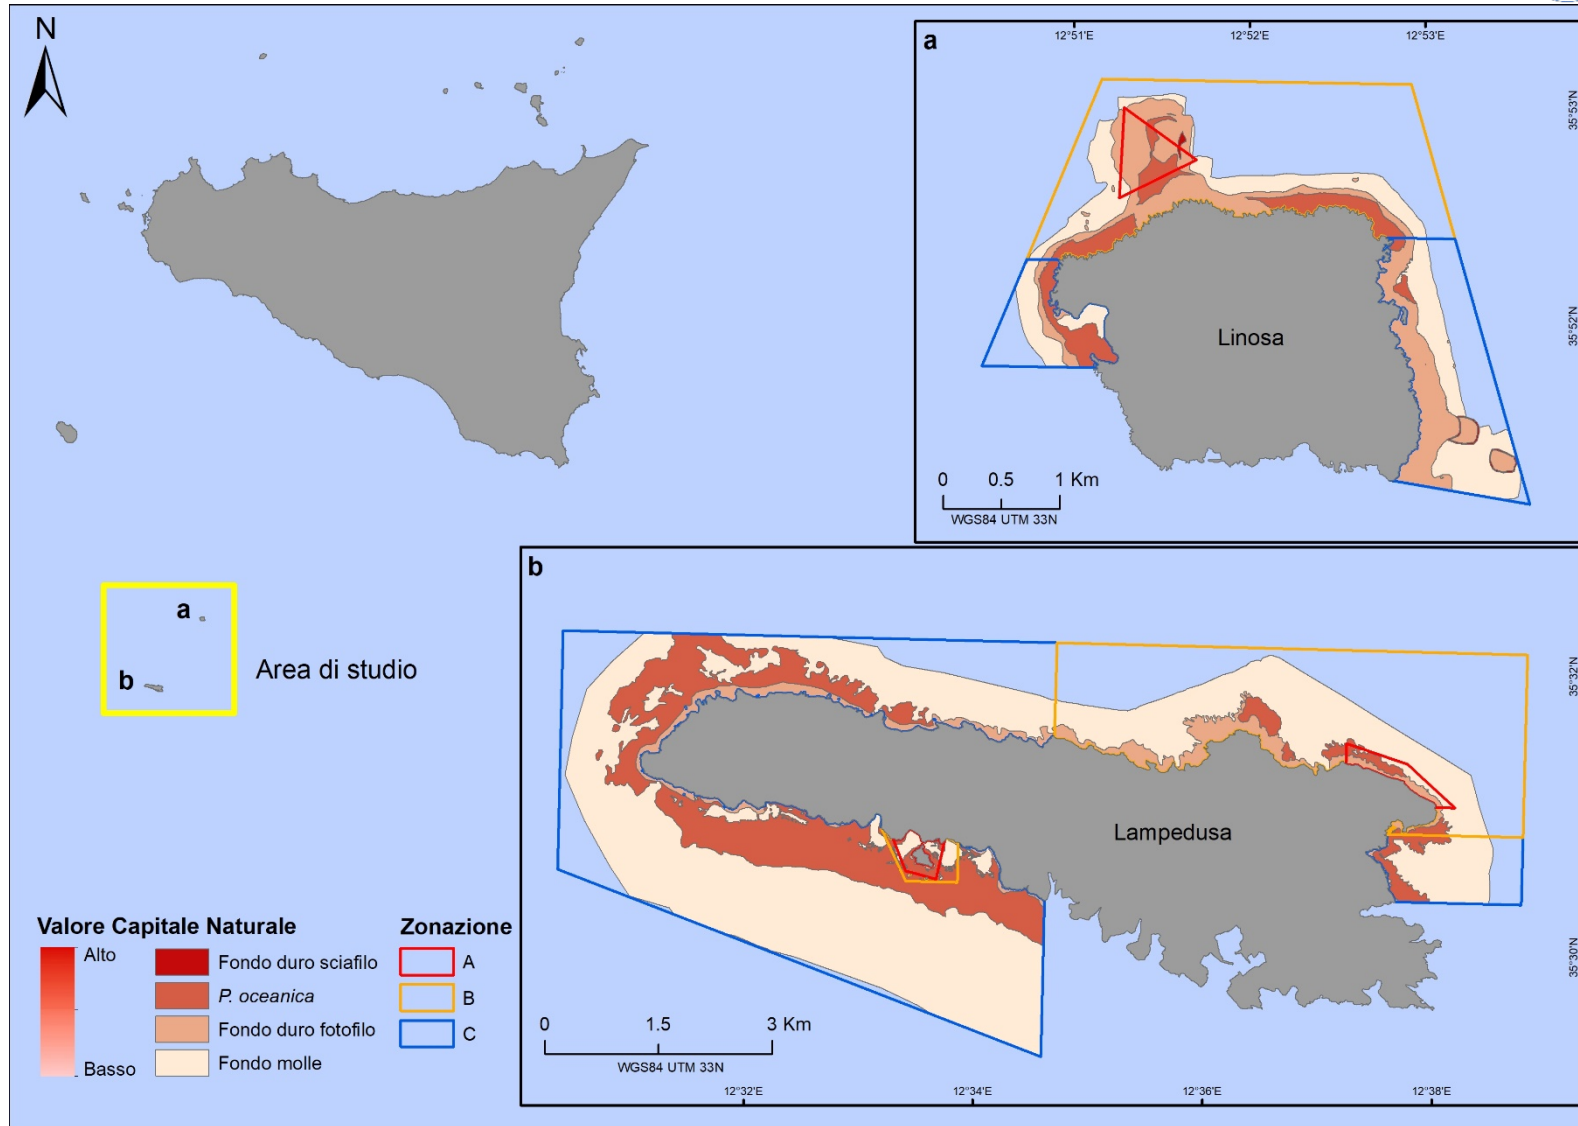 N
a
b
Area di studio
Valore Capitale Naturale
Alto
Basso
Fondo duro sciafilo
P. oceanica
Fondo duro fotofilo
Fondo molle
Zonazione
A
B
C
a
12°51'E
12°52'E
12°53'E
35°53'N
35°52'N
Linosa
0 0.5 1 Km
WGS84 UTM 33N
b
35°32'N
35°30'N
Lampedusa
0 1.5 3 Km
WGS84 UTM 33N
12°32'E
12°34'E
12°36'E
12°38'E